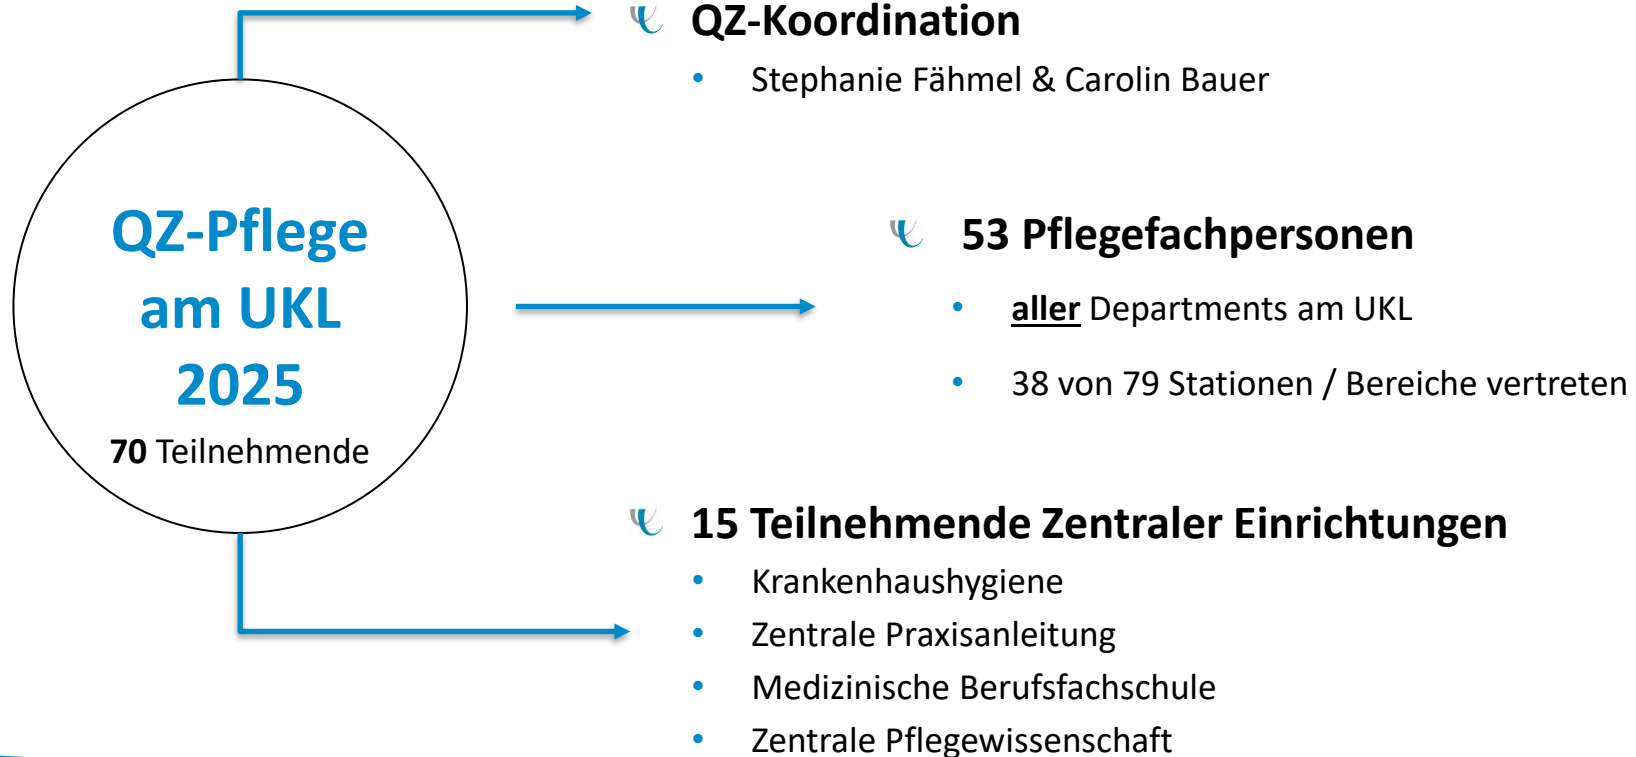 QZ-Koordination
• Stephanie Fähmel & Carolin Bauer
QZ-Pflege
am UKL
2025
70 Teilnehmende
53 Pflegefachpersonen
• aller Departments am UKL
• 38 von 79 Stationen / Bereiche vertreten
15 Teilnehmende Zentraler Einrichtungen
• Krankenhaushygiene
• Zentrale Praxisanleitung
• Medizinische Berufsfachschule
• Zentrale Pflegewissenschaft